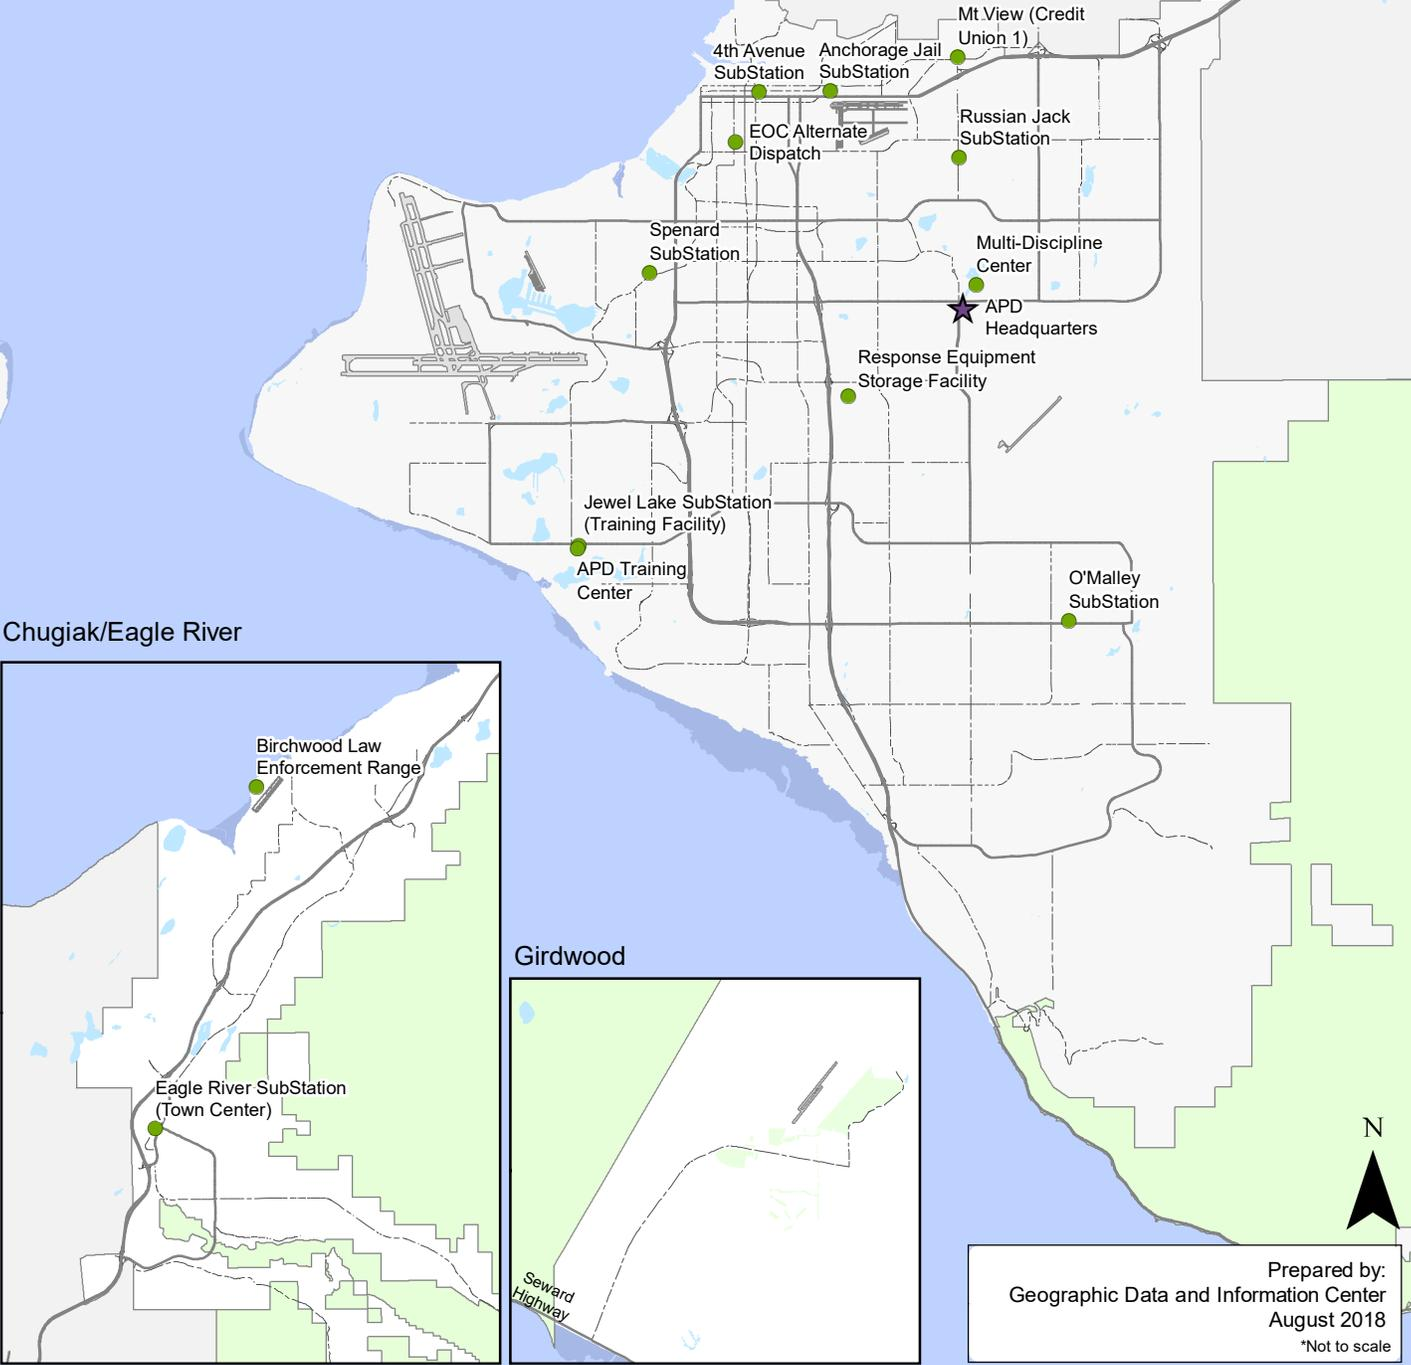 Mt View (Credit
Union 1)
4th Avenue
SubStation
Anchorage Jail
SubStation
EOC Alternate
Dispatch
Russian Jack
SubStation
Spenard
SubStation
Multi-Discipline
Center
APD
Headquarters
Response Equipment
Storage Facility
Jewel Lake SubStation
(Training Facility)
APD Training
Center
O'Malley
SubStation
Chugiak/Eagle River
Birchwood Law
Enforcement Range
Eagle River SubStation
(Town Center)
Girdwood
Seward
Highway
N
Prepared by:
Geographic Data and Information Center
August 2018
*Not to scale